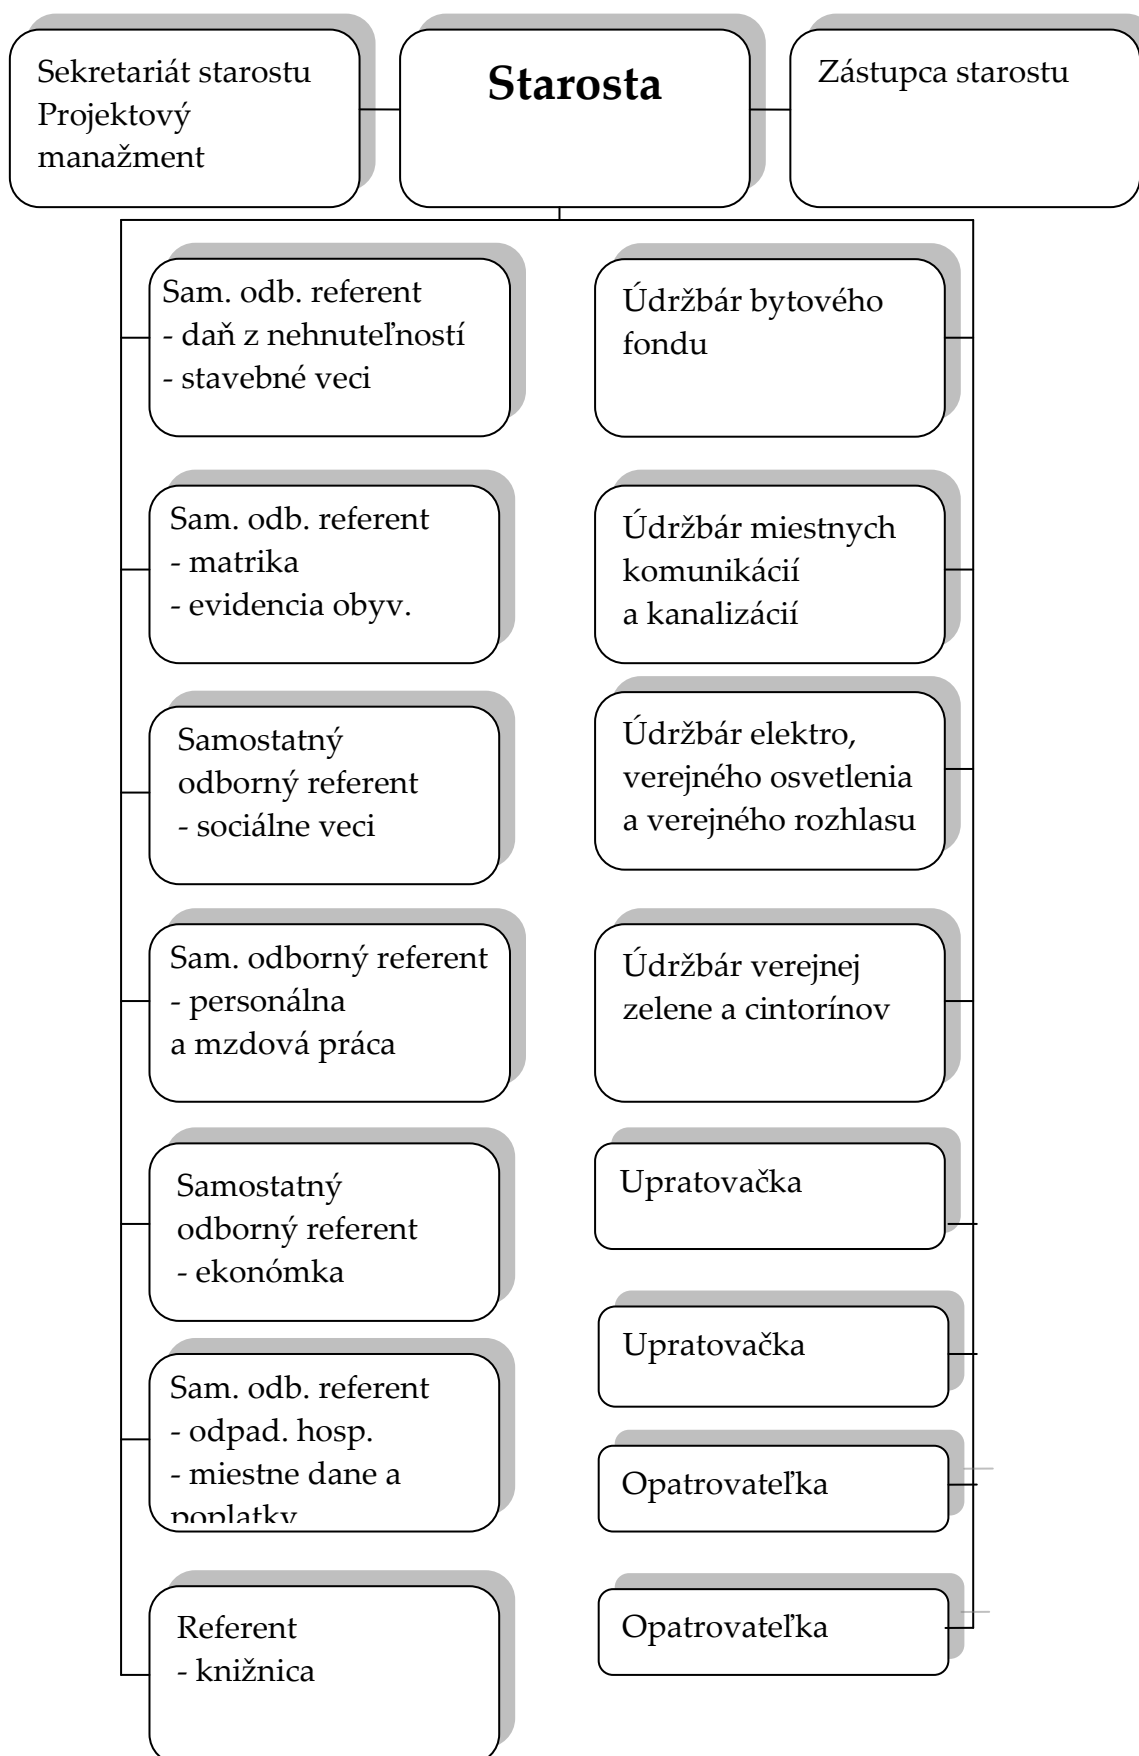 Sekretariát starostu
Projektový
manažment
Starosta
Zástupca starostu
Sam. odb. referent
- daň z nehnuteľností
- stavebné veci
Sam. odb. referent
- matrika
- evidencia obyv.
Samostatný
odborný referent
- sociálne veci
Sam. odborný referent
- personálna
a mzdová práca
Samostatný
odborný referent
- ekonómka
Sam. odb. referent
- odpad. hosp.
- miestne dane a
poplatky
Referent
- knižnica
Údržbár bytového
fondu
Údržbár miestnych
komunikácií
a kanalizácií
Údržbár elektro,
verejného osvetlenia
a verejného rozhlasu
Údržbár verejnej
zelene a cintorínov
Upratovačka
Upratovačka
Opatrovateľka
Opatrovateľka